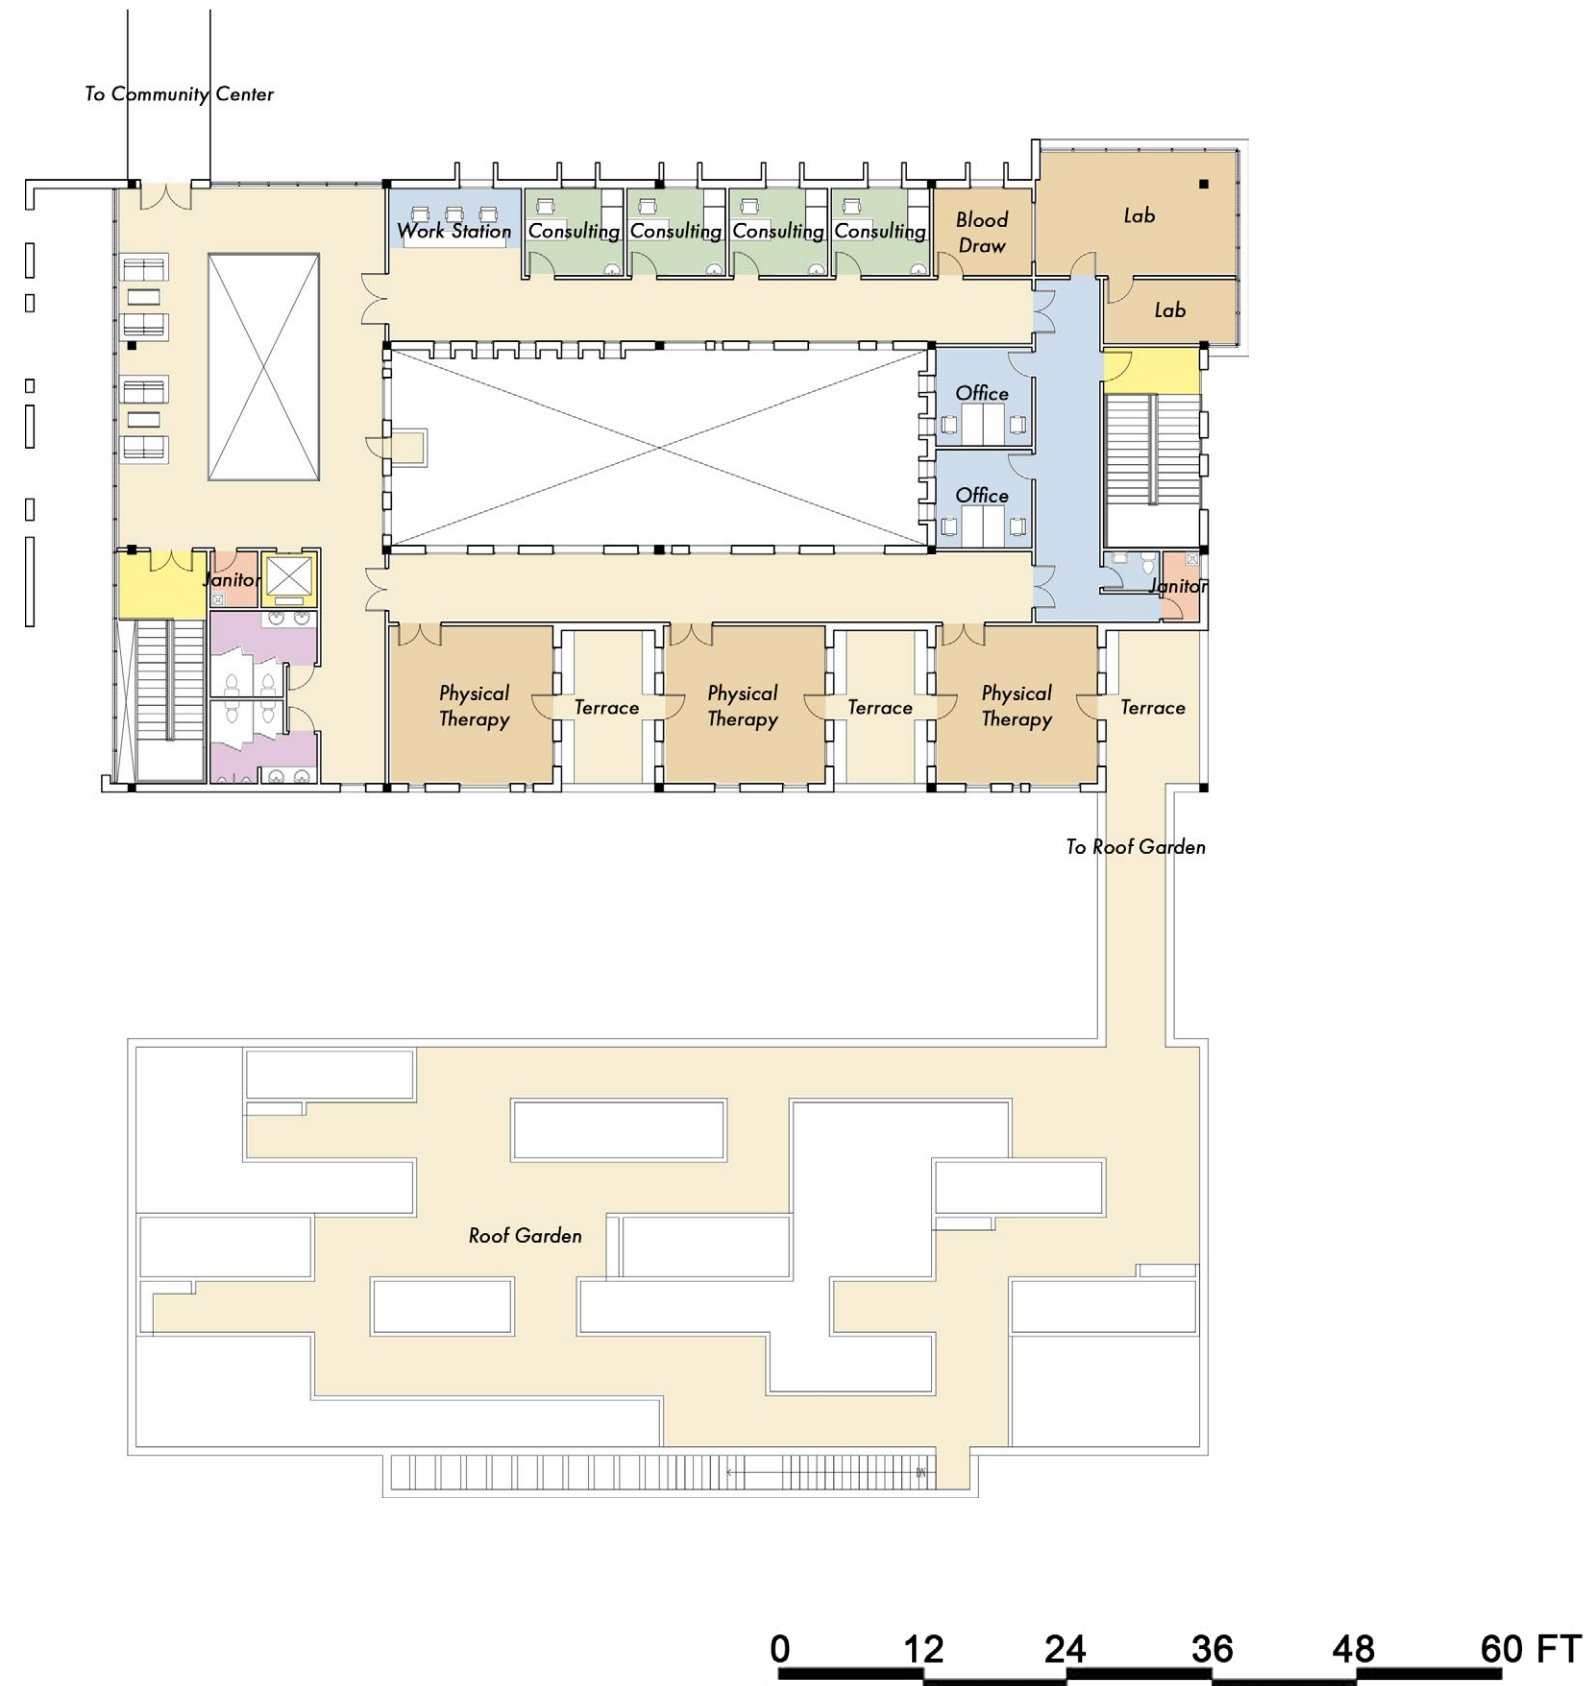 To Community Center
Work Station
Consulting
Consulting
Consulting
Consulting
Blood
Draw
Lab
Lab
Office
Office
Janitor
Janitor
Physical
Therapy
Terrace
Physical
Therapy
Terrace
Physical
Therapy
Terrace
To Roof Garden
Roof Garden
DN
0 12 24 36 48 60 FT